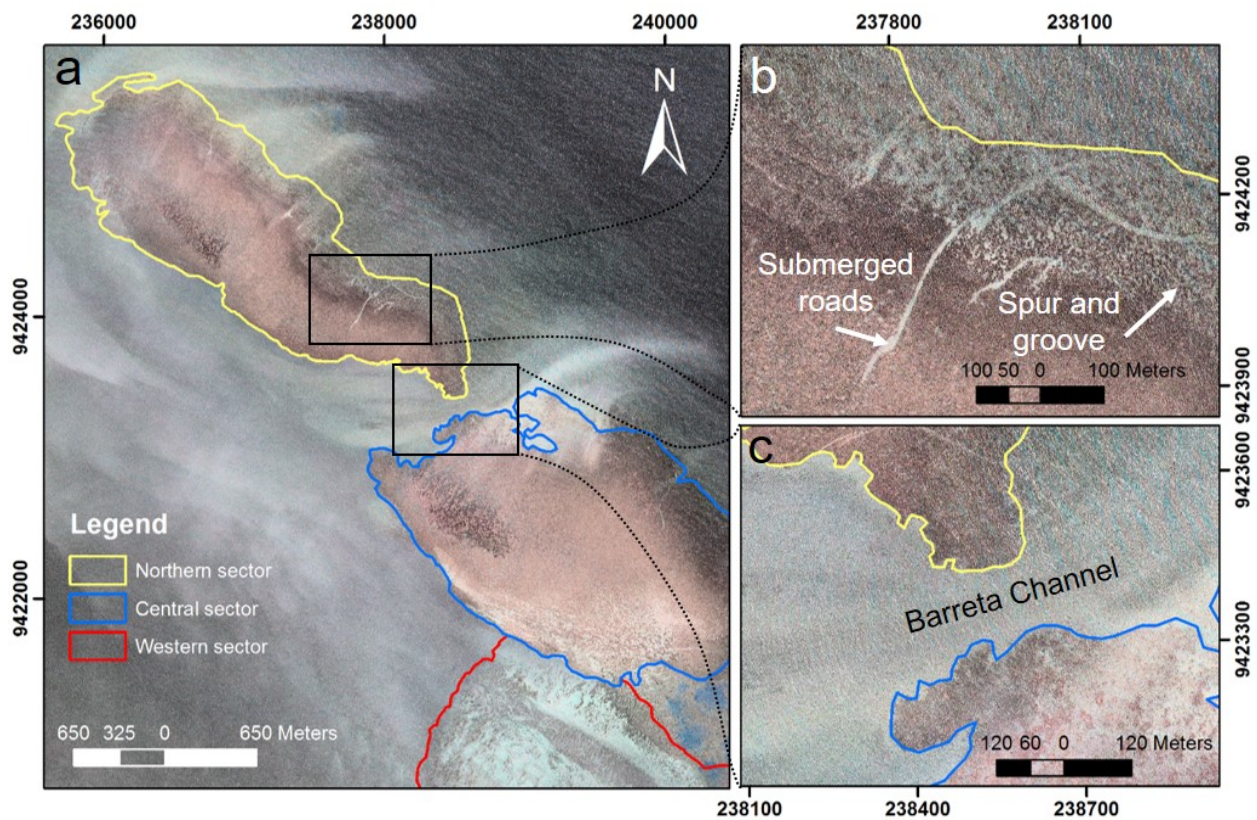 236000
238000
240000
a
N
9424000
9422000
Legend
Northern sector
Central sector
Western sector
650 325 0 650 Meters
237800
238100
b
9424200
9423900
Submerged
roads
Spur and
groove
100 50 0 100 Meters
c
9423600
9423300
Barreta Channel
120 60 0 120 Meters
238100
238400
238700